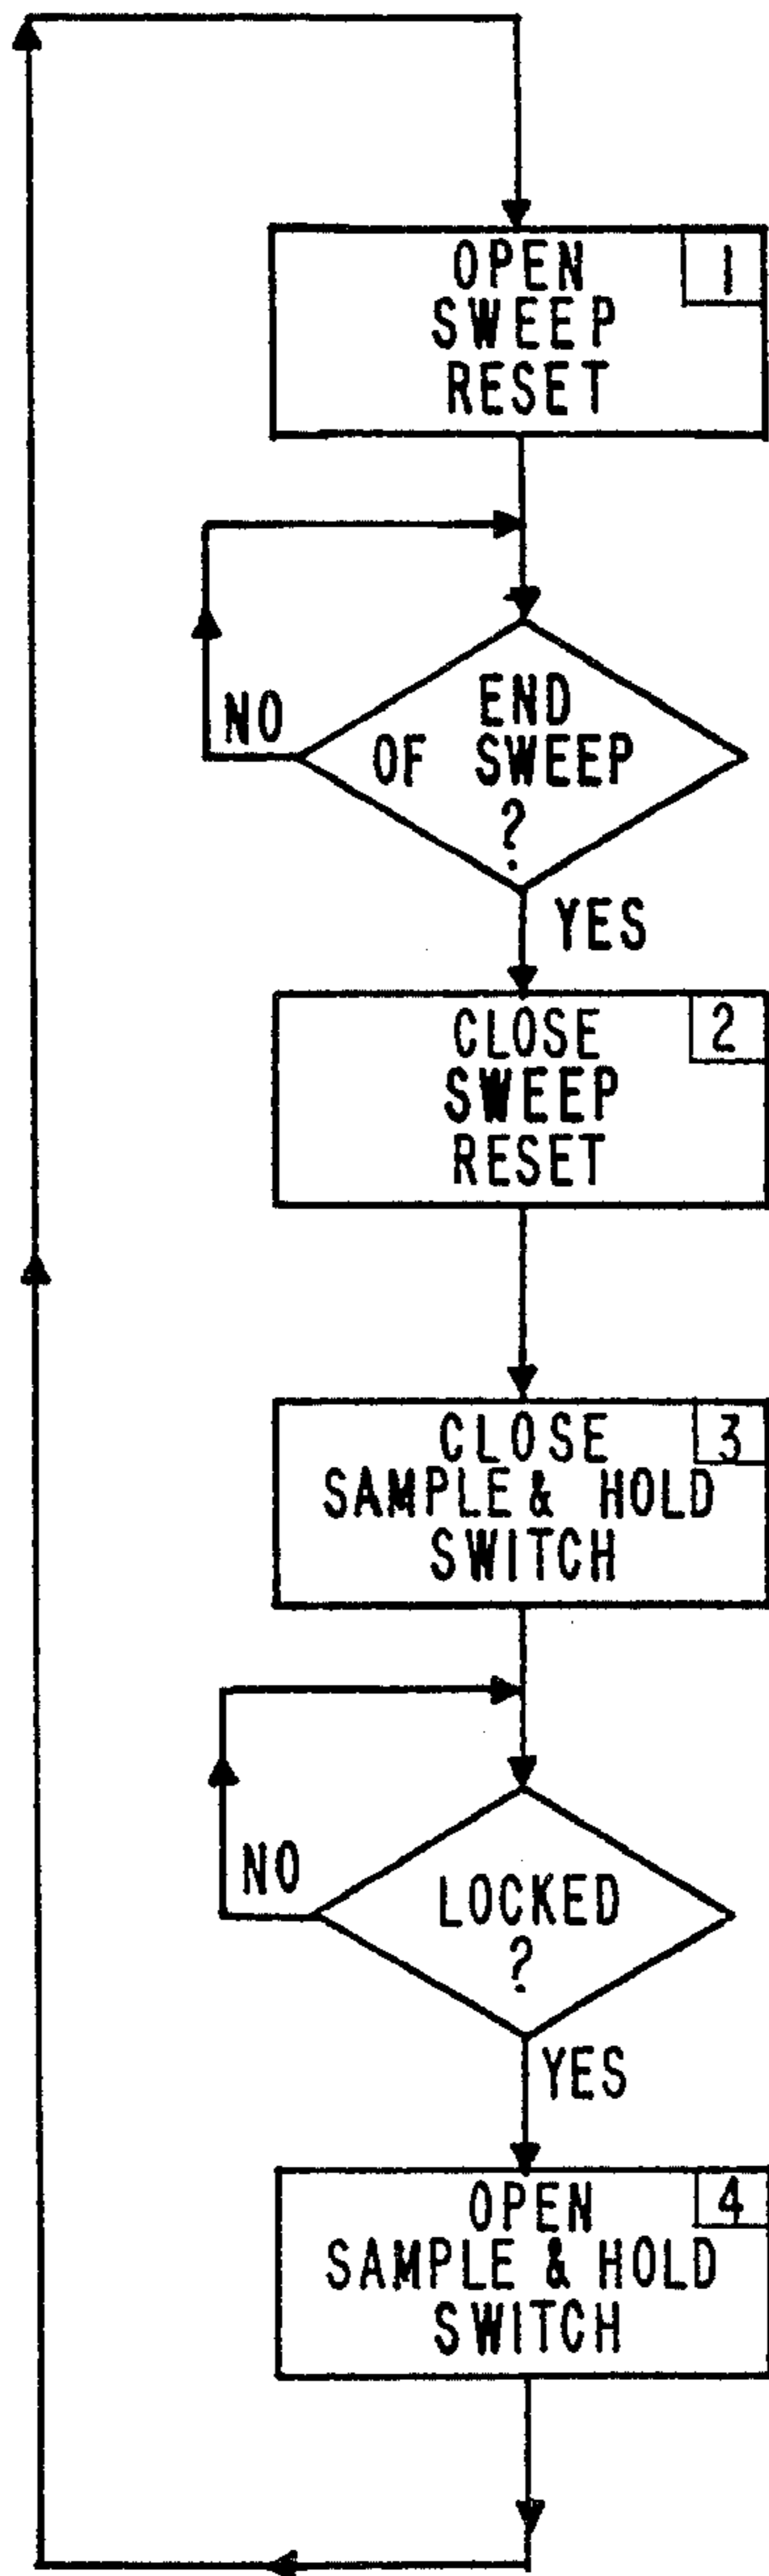 OPEN
1
SWEEP
RESET
END
OF SWEEP
?
NO
YES
CLOSE
2
SWEEP
RESET
CLOSE
3
SAMPLE & HOLD
SWITCH
NO
LOCKED
?
YES
OPEN
4
SAMPLE & HOLD
SWITCH